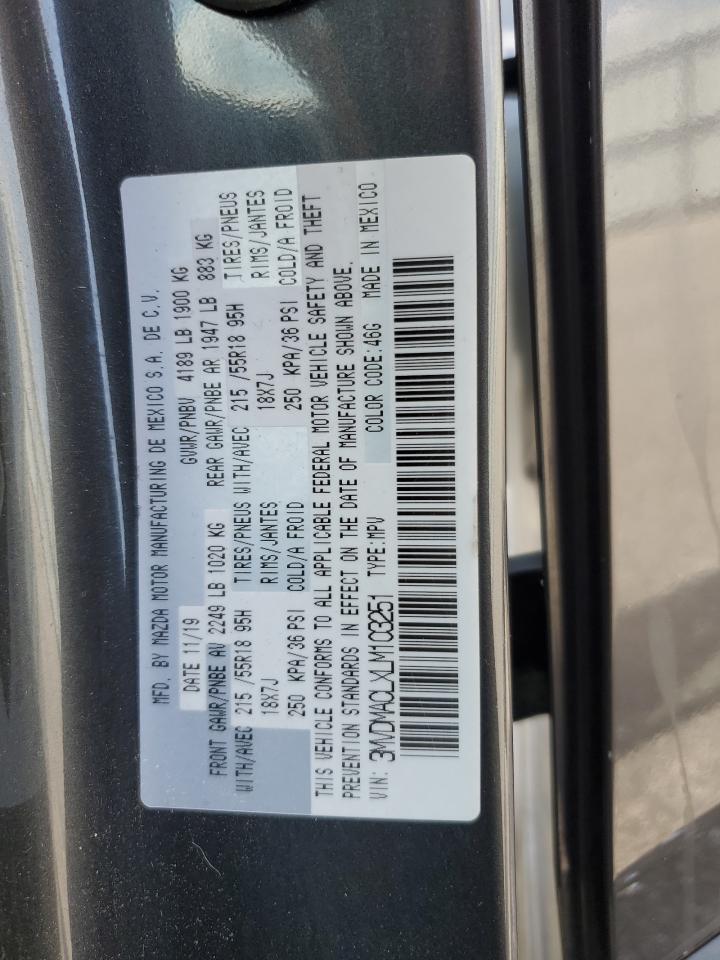 MFD. BY MAZDA MOTOR MANUFACTURING DE MEXICO S.A. DE C.V.
DATE 11/19 GVWR/PNBV 4189 LB 1900 KG
FRONT GAWR/PNBE AV 2249 LB 1020 KG REAR GAWR/PNBE AR 1947 LB 883 KG
WITH/AVEC 215 /55R18 95H TIRES/PNEUS WITH/AVEC 215 /55R18 95H TIRES/PNEUS
18X7J RIMS/JANTES 18X7J RIMS/JANTES
250 KPA/36 PSI COLD/A FROID 250 KPA/36 PSI COLD/A FROID
THIS VEHICLE CONFORMS TO ALL APPLICABLE FEDERAL MOTOR VEHICLE SAFETY AND THEFT
PREVENTION STANDARDS IN EFFECT ON THE DATE OF MANUFACTURE SHOWN ABOVE.
VIN: 3MVDMACLXLM103251 TYPE:MPV COLOR CODE:46G MADE IN MEXICO